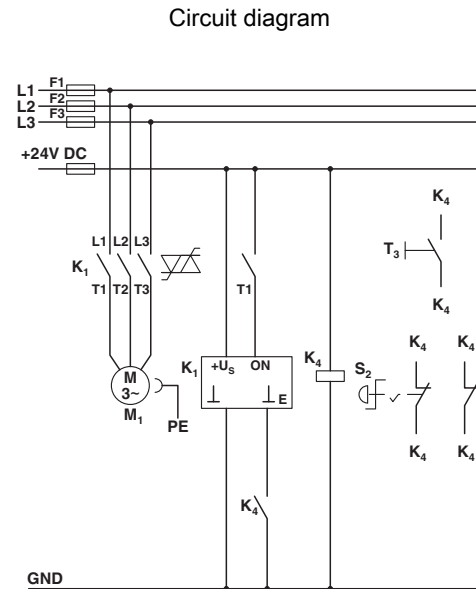 Circuit diagram
F1
L1
F2
L2
F3
L3
+24V DC
K4
L1 L2 L3
K1
T3
T1 T2 T3
T1
K4
K1
+US ON
K4
S2
K4 K4
M
3~
⊥ ⊥ E
M1
PE
K4 K4
K4
GND